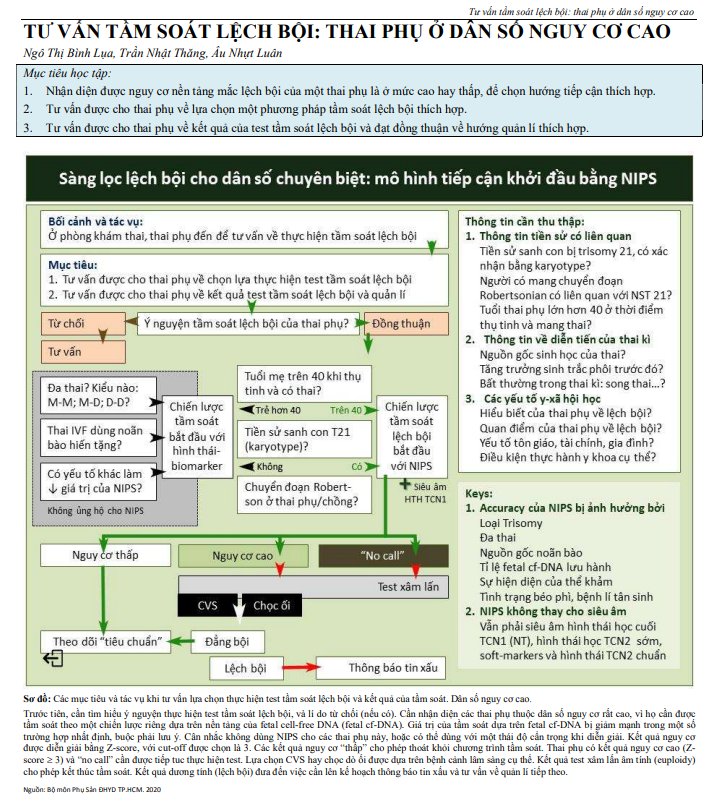 Tư vấn tầm soát lệch bội: thai phụ ở dân số nguy cơ cao
TƯ VẤN TẦM SOÁT LỆCH BỘI: THAI PHỤ Ở DÂN SỐ NGUY CƠ CAO
Ngô Thị Bình Lụa, Trần Nhật Thăng, Âu Nhựt Luân
Mục tiêu học tập:
1. Nhận diện được nguy cơ nền tảng mắc lệch bội của một thai phụ là ở mức cao hay thấp, để chọn hướng tiếp cận thích hợp.
2. Tư vấn được cho thai phụ về lựa chọn một phương pháp tầm soát lệch bội thích hợp.
3. Tư vấn được cho thai phụ về kết quả của test tầm soát lệch bội và đạt đồng thuận về hướng quản lí thích hợp.
Sàng lọc lệch bội cho dân số chuyên biệt: mô hình tiếp cận khởi đầu bằng NIPS
Bối cảnh và tác vụ:
Ở phòng khám thai, thai phụ đến để tư vấn về thực hiện tầm soát lệch bội
Mục tiêu:
1. Tư vấn được cho thai phụ về chọn lựa thực hiện test tầm soát lệch bội
2. Tư vấn được cho thai phụ về kết quả test tầm soát lệch bội và quản lí
Từ chối
Ý nguyện tầm soát lệch bội của thai phụ?
Đồng thuận
Tư vấn
Đa thai? Kiểu nào:
M-M; M-D; D-D?
Thai IVF dùng noãn
bào hiến tặng?
Có yếu tố khác làm
↓ giá trị của NIPS?
Không ủng hộ cho NIPS
Chiến lược
tầm soát
bắt đầu với
hình thái-
biomarker
Tuổi mẹ trên 40 khi thụ
tinh và có thai?
Trẻ hơn 40
Trên 40
Tiền sử sanh con T21
(karyotype)?
Không
Có
Chuyển đoạn Robert-
son ở thai phụ/chồng?
Chiến lược
tầm soát
lệch bội
bắt đầu
với NIPS
+ Siêu âm
HTH TCN1
Nguy cơ thấp
Nguy cơ cao
“No call”
Test xâm lấn
CVS
Chọc ối
Theo dõi “tiêu chuẩn”
Đẳng bội
Lệch bội
Thông báo tin xấu
Thông tin cần thu thập:
1. Thông tin tiền sử có liên quan
Tiền sử sanh con bị trisomy 21, có xác
nhận bằng karyotype?
Người có mang chuyển đoạn
Robertsonian có liên quan với NST 21?
Tuổi thai phụ lớn hơn 40 ở thời điểm
thụ tinh và mang thai?
2. Thông tin về diễn tiến của thai kì
Nguồn gốc sinh học của thai?
Tăng trưởng sinh trắc phôi trước đó?
Bất thường trong thai kì: song thai...?
3. Các yếu tố y-xã hội học
Hiểu biết của thai phụ về lệch bội?
Quan điểm của thai phụ về lệch bội?
Yếu tố tôn giáo, tài chính, gia đình?
Điều kiện thực hành y khoa cụ thể?
Keys:
1. Accuracy của NIPS bị ảnh hưởng bởi
Loại Trisomy
Đa thai
Nguồn gốc noãn bào
Tỉ lệ fetal cf-DNA lưu hành
Sự hiện diện của thể khảm
Tình trạng béo phì, bệnh lí tân sinh
2. NIPS không thay cho siêu âm
Vẫn phải siêu âm hình thái học cuối
TCN1 (NT), hình thái học TCN2 sớm,
soft-markers và hình thái TCN2 chuẩn
Sơ đồ: Các mục tiêu và tác vụ khi tư vấn lựa chọn thực hiện test tầm soát lệch bội và kết quả của tầm soát. Dân số nguy cơ cao.
Trước tiên, cần tìm hiểu ý nguyện thực hiện test tầm soát lệch bội, và lí do từ chối (nếu có). Cần nhận diện các thai phụ thuộc dân số nguy cơ rất cao, vì họ cần được
tầm soát theo một chiến lược riêng dựa trên nền tảng của fetal cell-free DNA (fetal cf-DNA). Giá trị của tầm soát dựa trên fetal cf-DNA bị giảm mạnh trong một số
trường hợp nhất định, buộc phải lưu ý. Cân nhắc không dùng NIPS cho các thai phụ này, hoặc có thể dùng với một thái độ cẩn trọng khi diễn giải. Kết quả nguy cơ
được diễn giải bằng Z-score, với cut-off được chọn là 3. Các kết quả nguy cơ “thấp” cho phép thoát khỏi chương trình tầm soát. Thai phụ có kết quả nguy cơ cao (Z-
score ≥ 3) và “no call” cần được tiếp tục thực hiện test. Lựa chọn CVS hay chọc dò ối được dựa trên bệnh cảnh lâm sàng cụ thể. Kết quả test xâm lấn âm tính (euploidy)
cho phép kết thúc tầm soát. Kết quả dương tính (lệch bội) đưa đến việc cần lên kế hoạch thông báo tin xấu và tư vấn về quản lí tiếp theo.
Nguồn: Bộ môn Phụ Sản ĐHYD TP.HCM. 2020